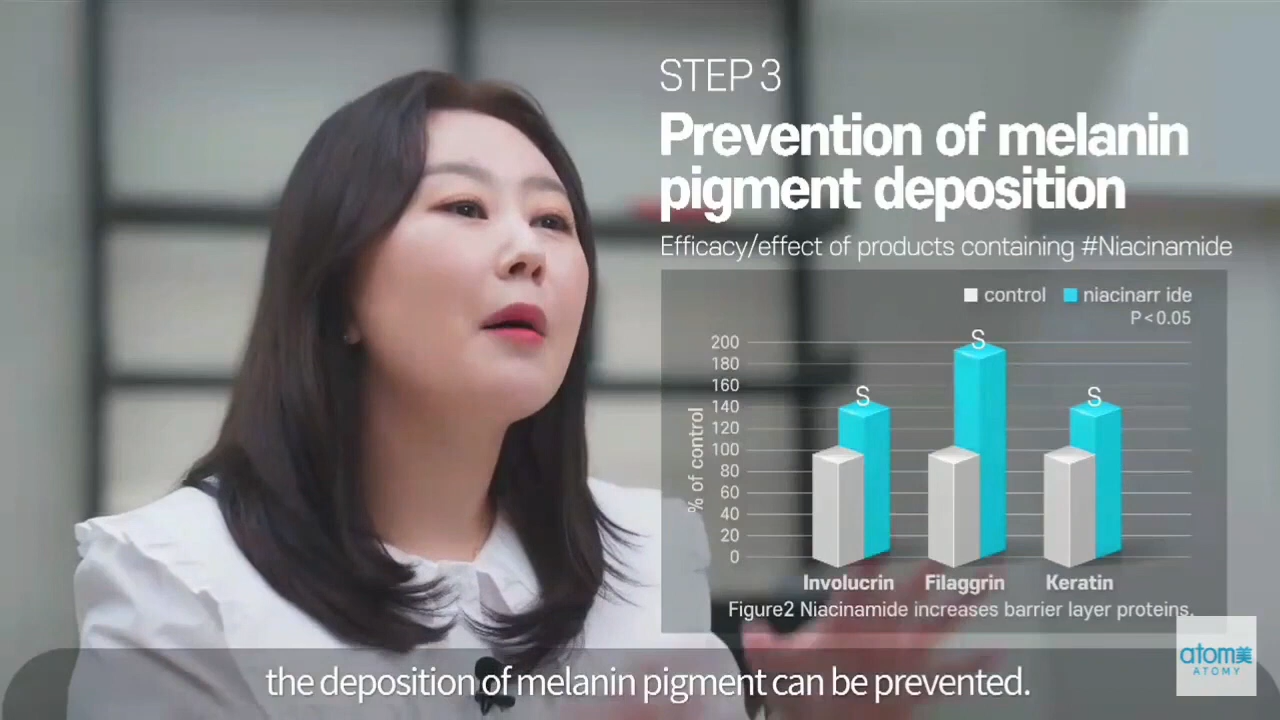 STEP 3
Prevention of melanin
pigment deposition
Efficacy/effect of products containing #Niacinamide
control niacinarr ide
P<0.05
200
180
160
140
120
100
80
60
40
20
0
% of control
S
S
S
Involucrin Filaggrin Keratin
Figure2 Niacinamide increases barrier layer proteins.
the deposition of melanin pigment can be prevented.
atom美
ATOMY